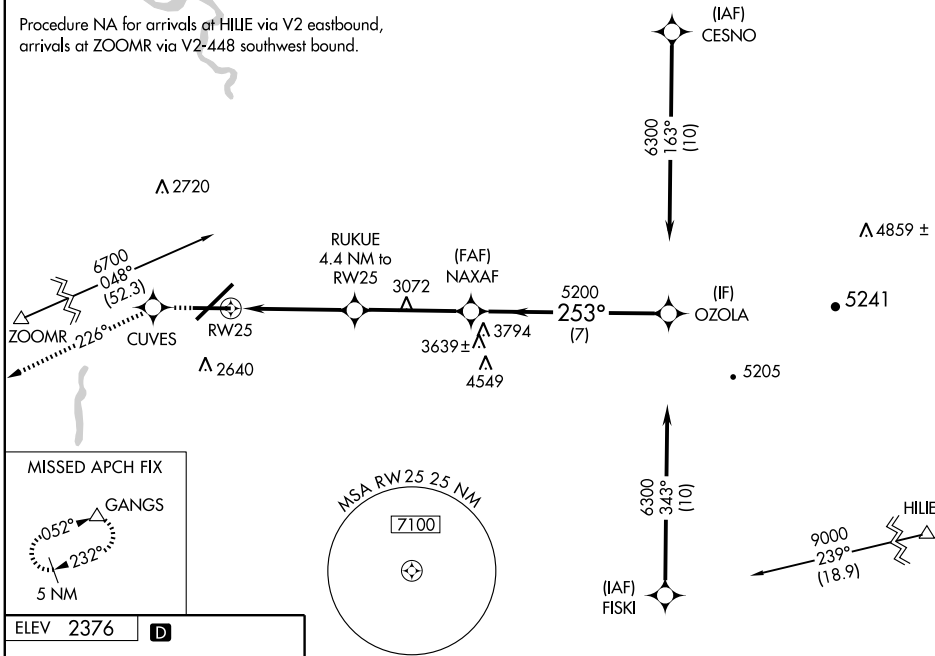 Procedure NA for arrivals at HILIE via V2 eastbound,
arrivals at ZOOMR via V2-448 southwest bound.
(IAF)
CESNO
6300
163°
(10)
2720
4859 ±
6700
048°
(52.3)
RUKUE
4.4 NM to
RW25
(FAF)
NAXAF
3072
5200
253°
(7)
(IF)
OZOLA
5241
ZOOMR
226°
CUVES
RW25
3794
3639 ±
4549
2640
5205
MISSED APCH FIX
GANGS
052°
232°
5 NM
MSA RW 25 25 NM
7100
6300
343°
(10)
HILIE
9000
239°
(18.9)
(IAF)
FISKI
ELEV 2376 D